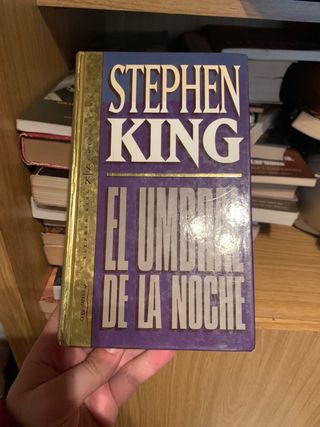 STEPHEN
KING
EL UMBRAL
DE LA NOCHE